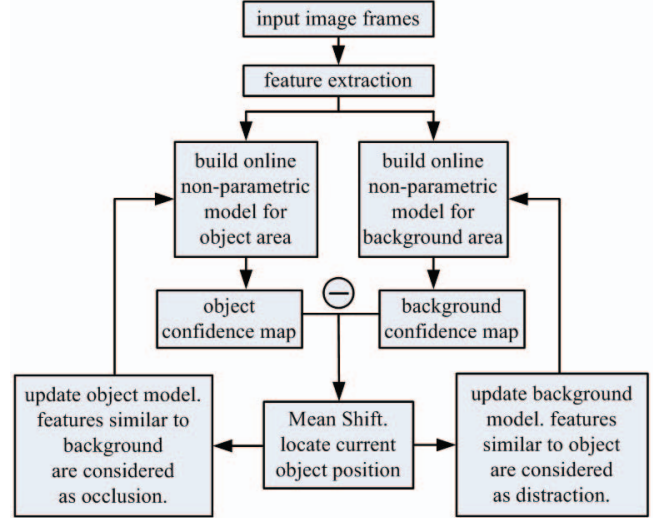 input image frames
feature extraction
build online
non-parametric
model for
object area
build online
non-parametric
model for
background area
object
confidence map
−
background
confidence map
update object model.
features similar to
background
are considered
as occlusion.
Mean Shift.
locate current
object position
update background
model. features
similar to object
are considered
as distraction.